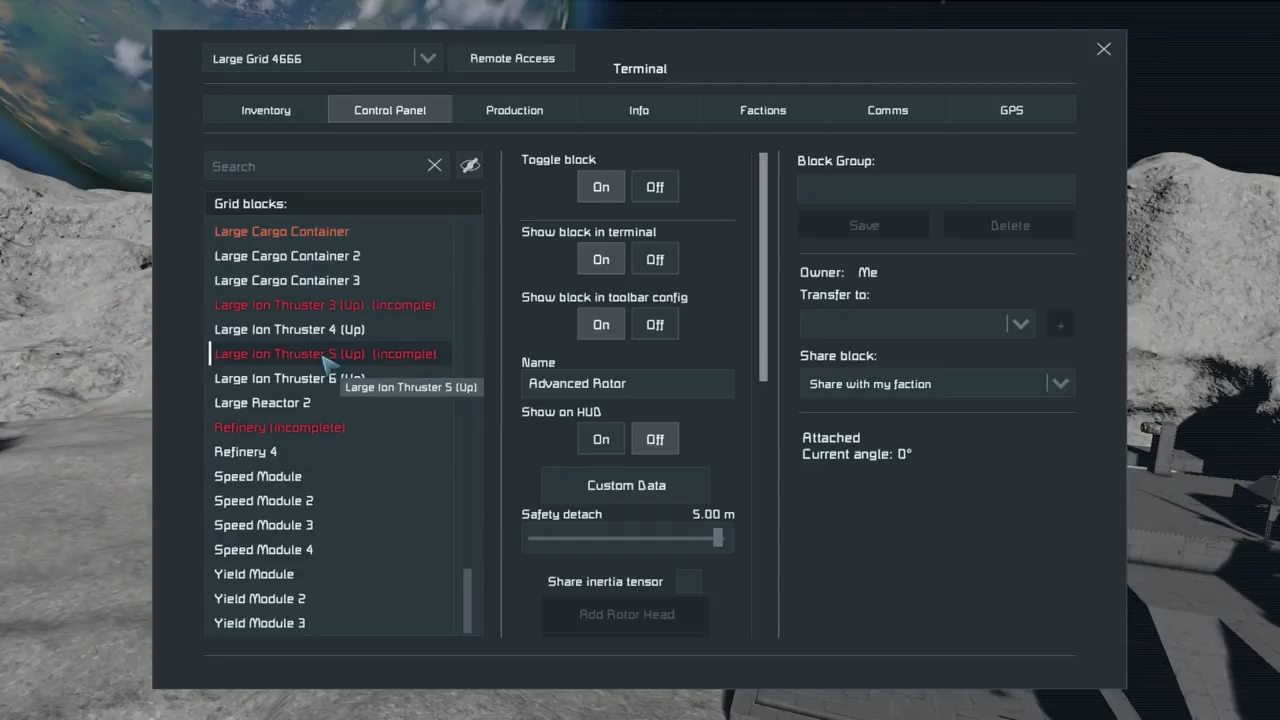 Large Grid 4666
Remote Access
Terminal
Inventory
Control Panel
Production
Info
Factions
Comms
GPS
Search
Grid blocks:
Large Cargo Container
Large Cargo Container 2
Large Cargo Container 3
Large Ion Thruster 3 (Up) (incomplet
Large Ion Thruster 4 (Up)
Large Ion Thruster 5 (Up) (incomplet
Large Ion Thruster 6 (Up)
Large Ion Thruster 5 (Up)
Large Reactor 2
Refinery (incomplete)
Refinery 4
Speed Module
Speed Module 2
Speed Module 3
Speed Module 4
Yield Module
Yield Module 2
Yield Module 3
Toggle block
On Off
Show block in terminal
On Off
Show block in toolbar config
On Off
Name
Advanced Rotor
Show on HUD
On Off
Custom Data
Safety detach 5.00 m
Share inertia tensor
Add Rotor Head
Block Group:
Save Delete
Owner: Me
Transfer to:
+
Share block:
Share with my faction
Attached
Current angle: 0°